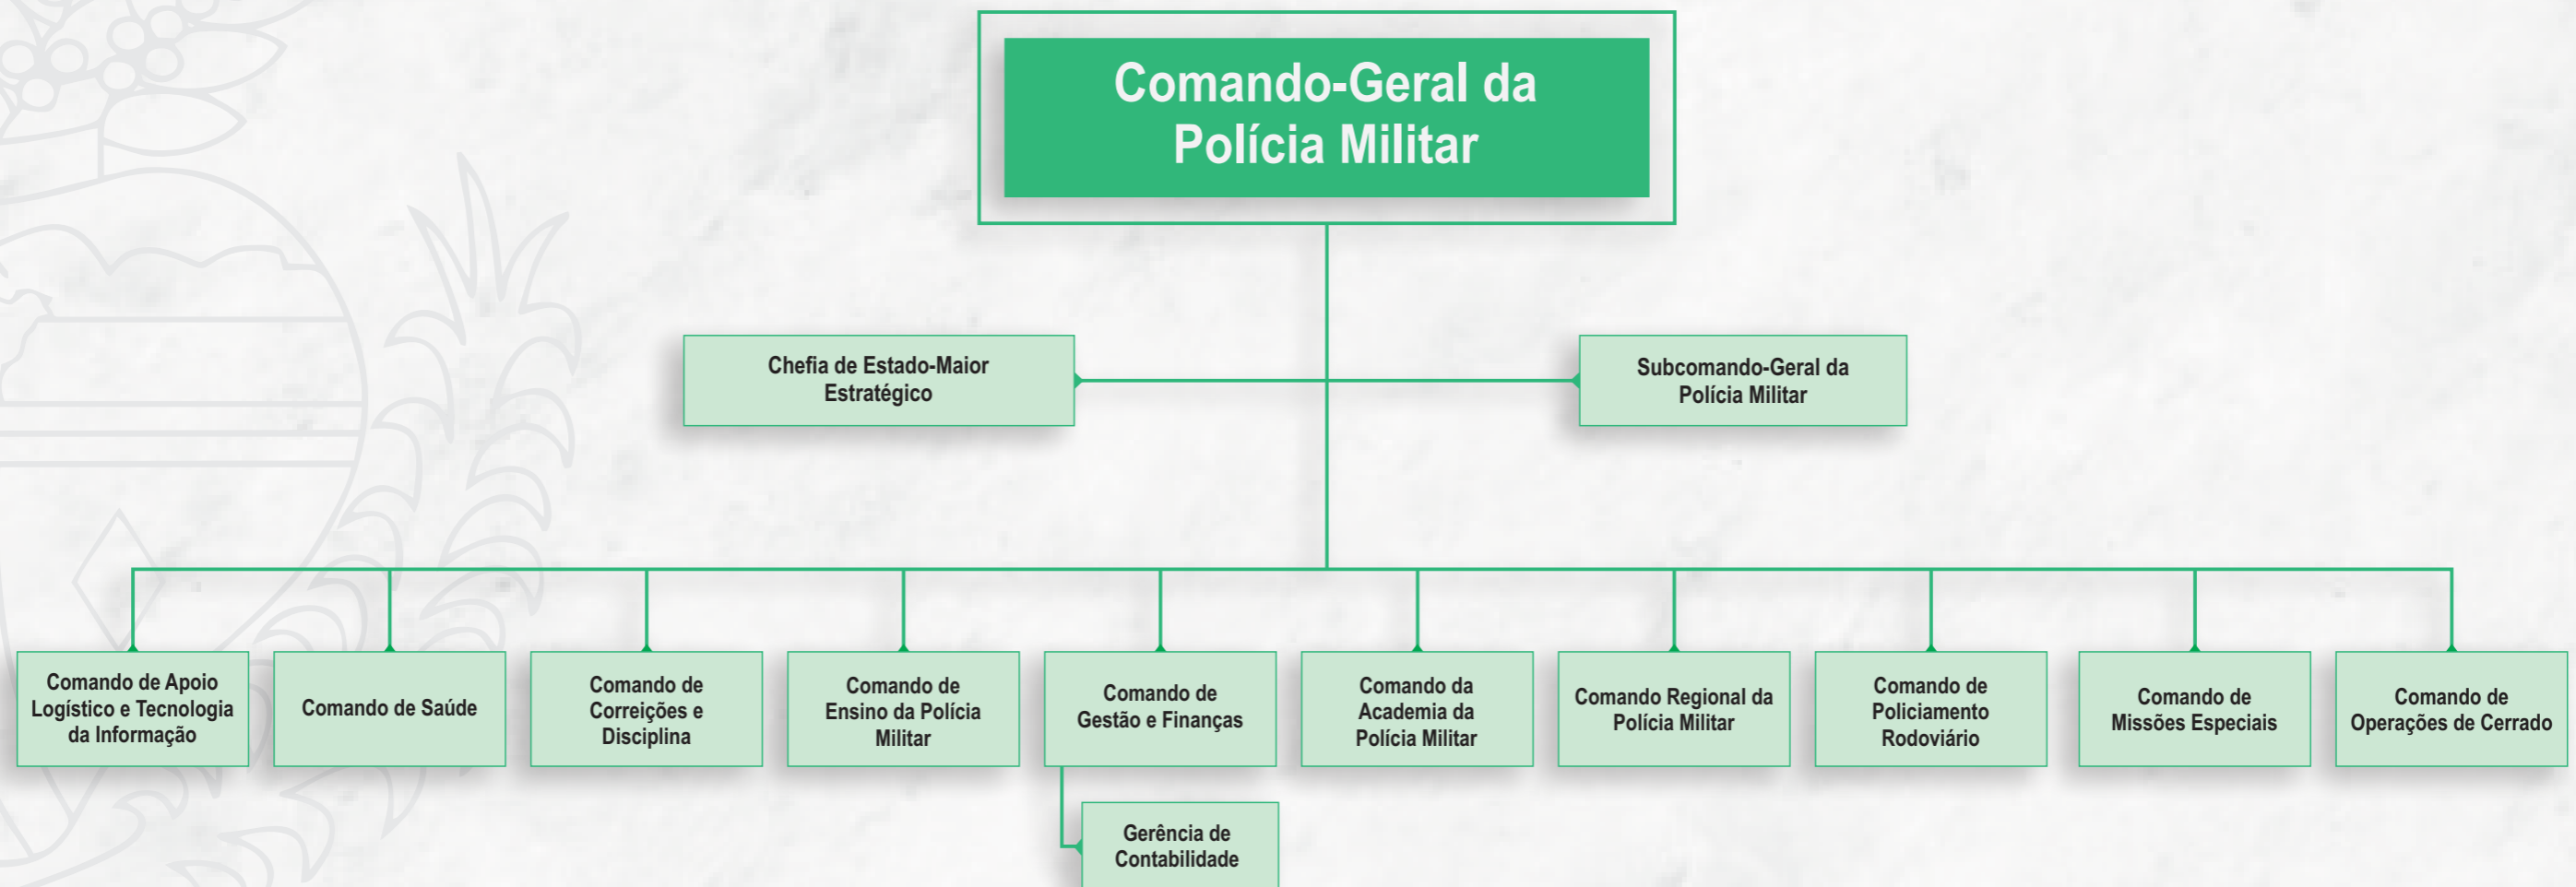 Comando-Geral da
Polícia Militar
Chefia de Estado-Maior
Estratégico
Subcomando-Geral da
Polícia Militar
Comando de Apoio
Logístico e Tecnologia
da Informação
Comando de Saúde
Comando de
Correições e
Disciplina
Comando de
Ensino da Polícia
Militar
Comando de
Gestão e Finanças
Comando da
Academia da
Polícia Militar
Comando Regional da
Polícia Militar
Comando de
Policiamento
Rodoviário
Comando de
Missões Especiais
Comando de
Operações de Cerrado
Gerência de
Contabilidade